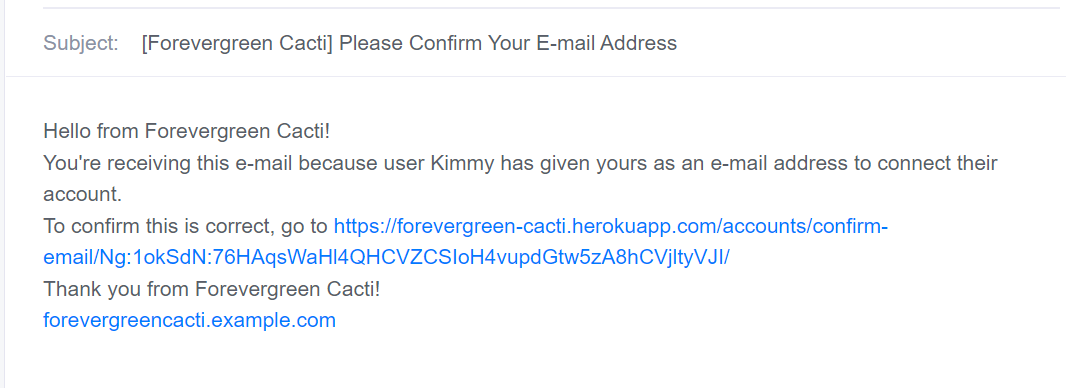 Subject: [Forevergreen Cacti] Please Confirm Your E-mail Address
Hello from Forevergreen Cacti!
You're receiving this e-mail because user Kimmy has given yours as an e-mail address to connect their
account.
To confirm this is correct, go to https://forevergreen-cacti.herokuapp.com/accounts/confirm-
email/Ng:1okSdN:76HAqsWaHl4QHCVZCSIoH4vupdGtw5zA8hCVjltyVJI/
Thank you from Forevergreen Cacti!
forevergreencacti.example.com